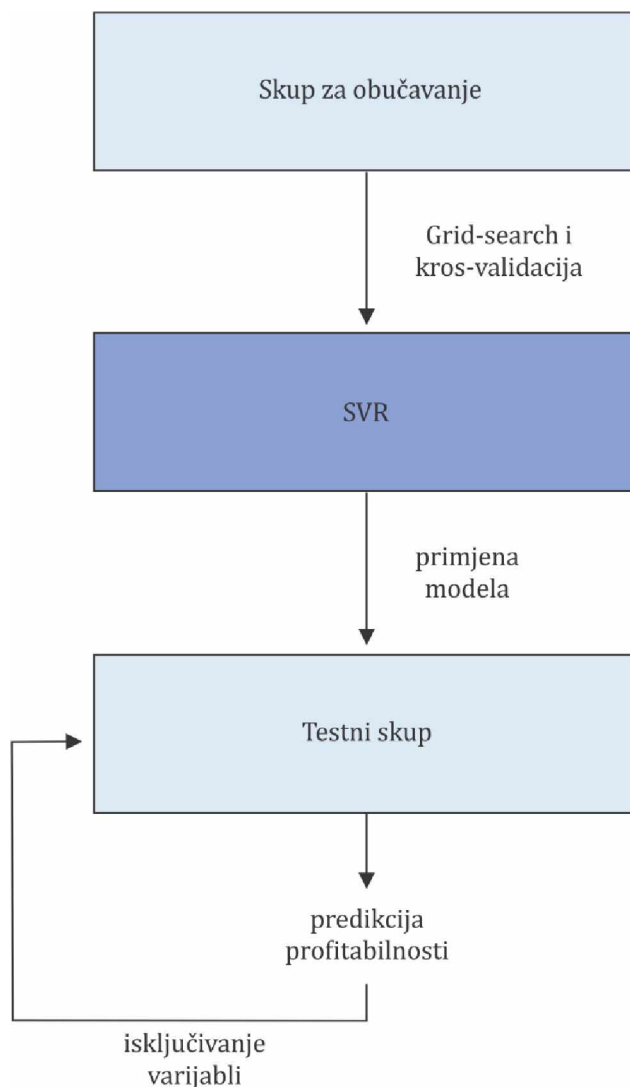 Skup za obučavanje
Grid-search i
kros-validacija
SVR
primjena
modela
Testni skup
predikcija
profitabilnosti
isključivanje
varijabli